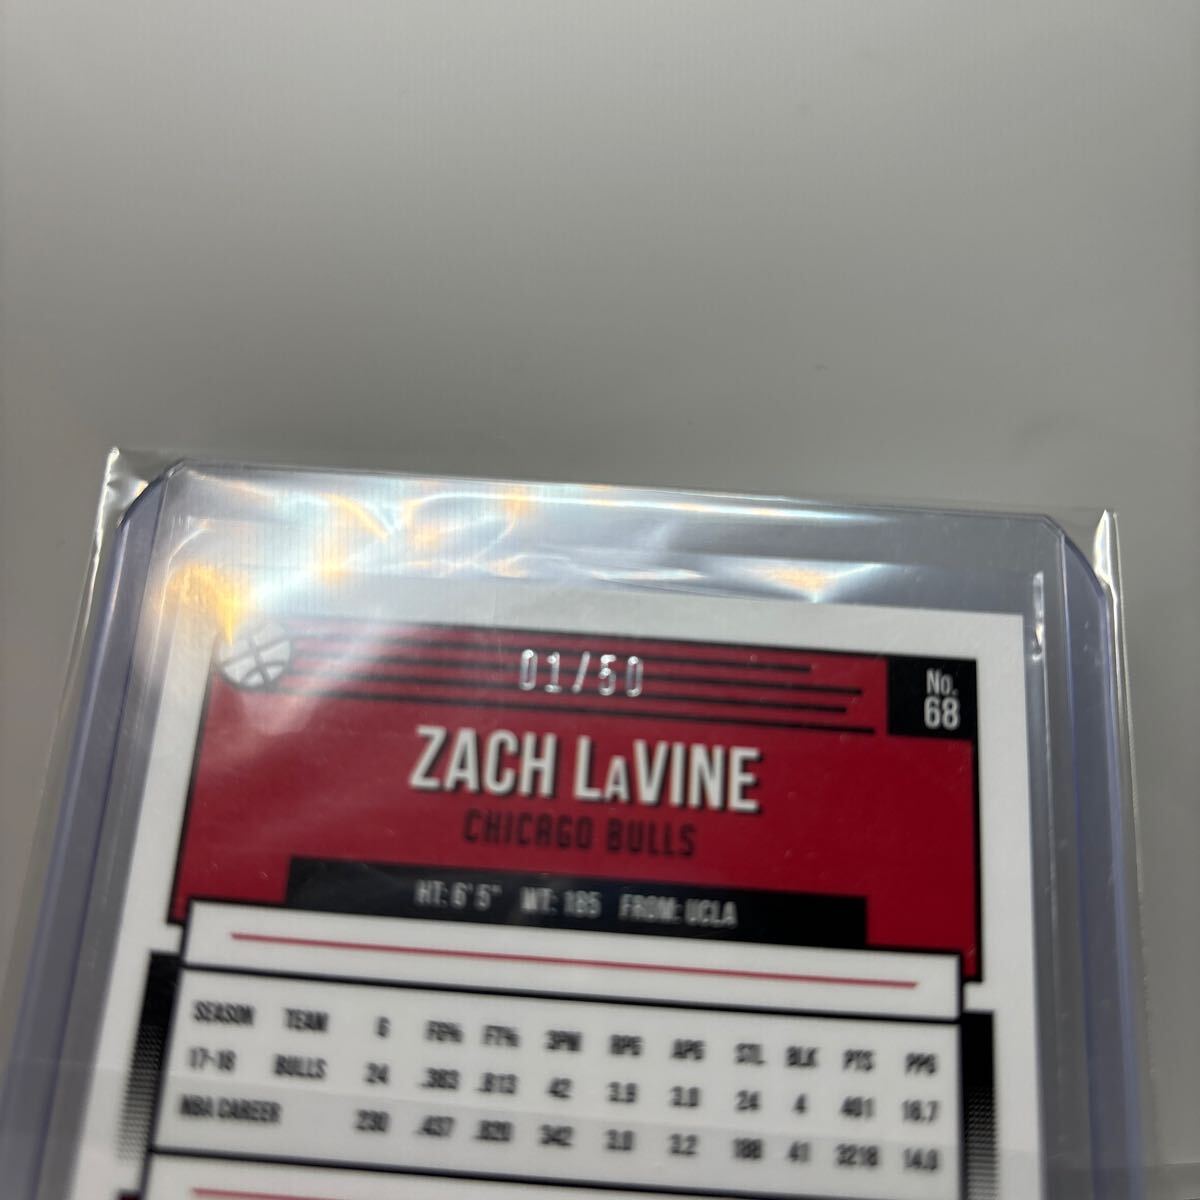 01/50
No.
68
ZACH LaVINE
CHICAGO BULLS
HT: 6' 5" WT: 185 FROM: UCLA
SEASON TEAM G FG% FT% 3PM RPG APG STL BLK PTS PPG
17-18 BULLS 24 .383 .813 42 3.9 3.0 24 4 401 16.7
NBA CAREER 230 .437 .820 342 3.0 3.2 188 41 3218 14.0